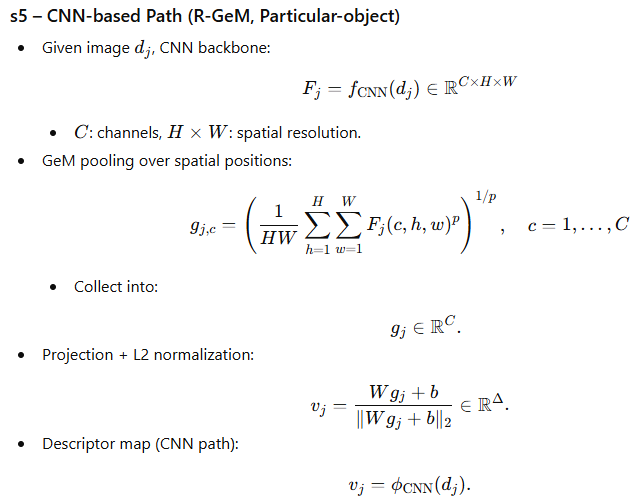 s5 – CNN-based Path (R-GeM, Particular-object)
• Given image $d_j$, CNN backbone:
$F_j = f_{\mathrm{CNN}}(d_j) \in \mathbb{R}^{C \times H \times W}$
• $C$: channels, $H \times W$: spatial resolution.
• GeM pooling over spatial positions:
$g_{j,c} = \left( \frac{1}{HW} \sum_{h=1}^{H} \sum_{w=1}^{W} F_j(c, h, w)^p \right)^{1/p}, \quad c = 1, \ldots, C$
• Collect into:
$g_j \in \mathbb{R}^C.$
• Projection + L2 normalization:
$v_j = \frac{W g_j + b}{\|W g_j + b\|_2} \in \mathbb{R}^{\Delta}.$
• Descriptor map (CNN path):
$v_j = \phi_{\mathrm{CNN}}(d_j).$